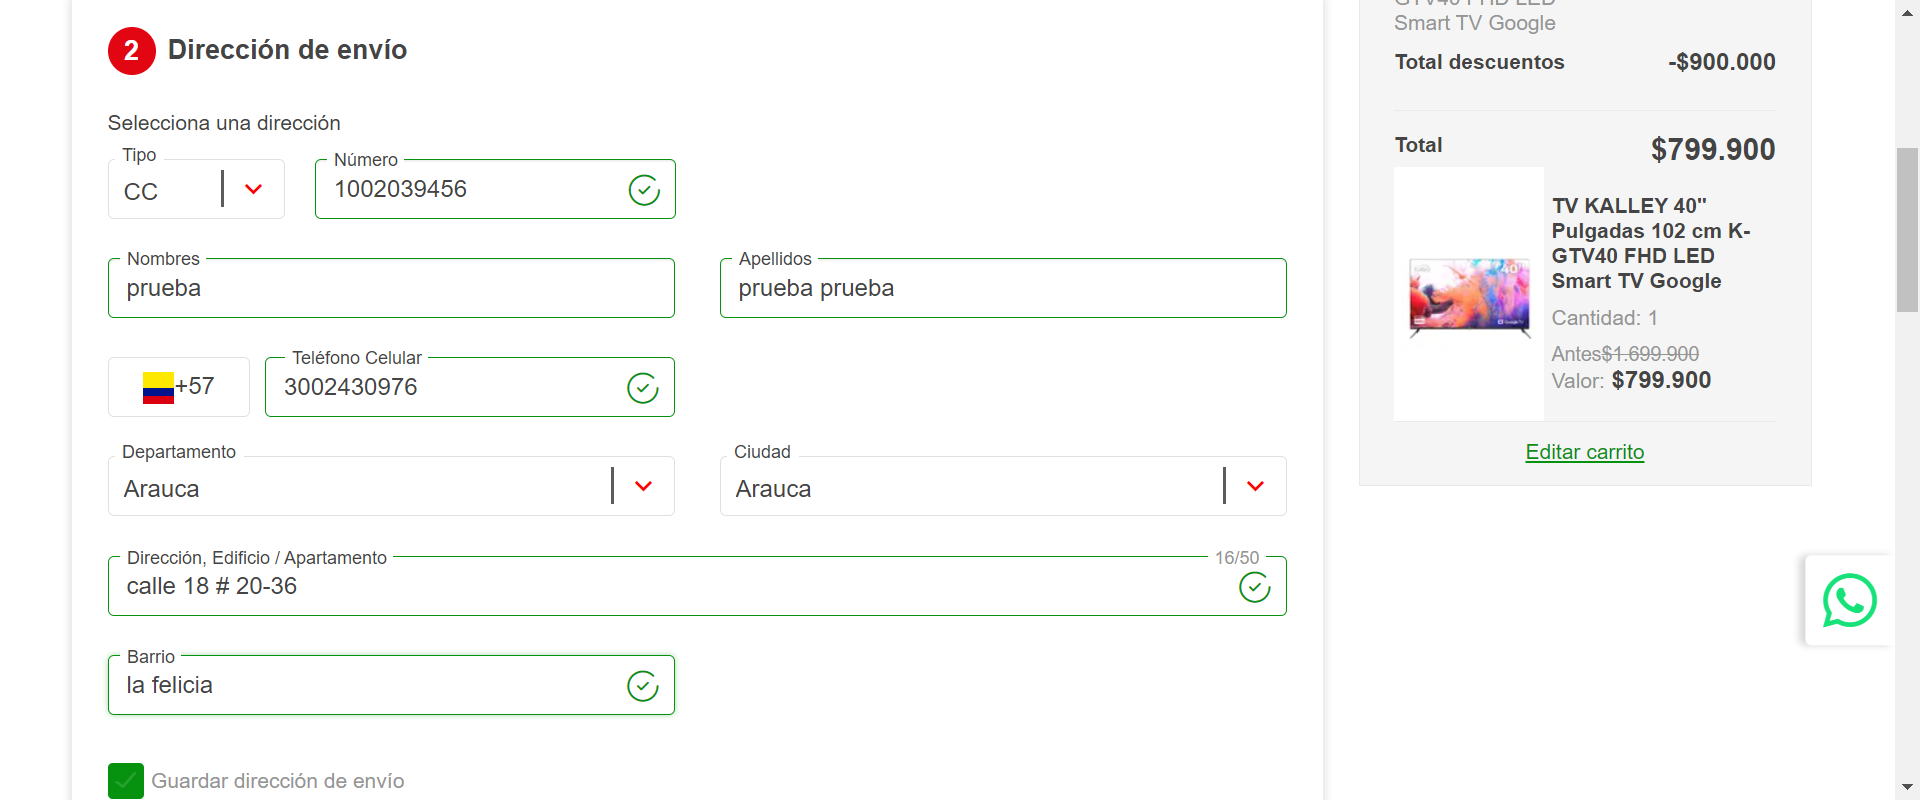 2 Dirección de envío
Selecciona una dirección
Tipo
CC
Número
1002039456
Nombres
prueba
Apellidos
prueba prueba
+57
Teléfono Celular
3002430976
Departamento
Arauca
Ciudad
Arauca
Dirección, Edificio / Apartamento
16/50
calle 18 # 20-36
Barrio
la felicia
Guardar dirección de envío
GTV40 FHD LED
Smart TV Google
Total descuentos -$900.000
Total $799.900
TV KALLEY 40"
Pulgadas 102 cm K-
GTV40 FHD LED
Smart TV Google
Cantidad: 1
Antes$1.699.900
Valor: $799.900
Editar carrito